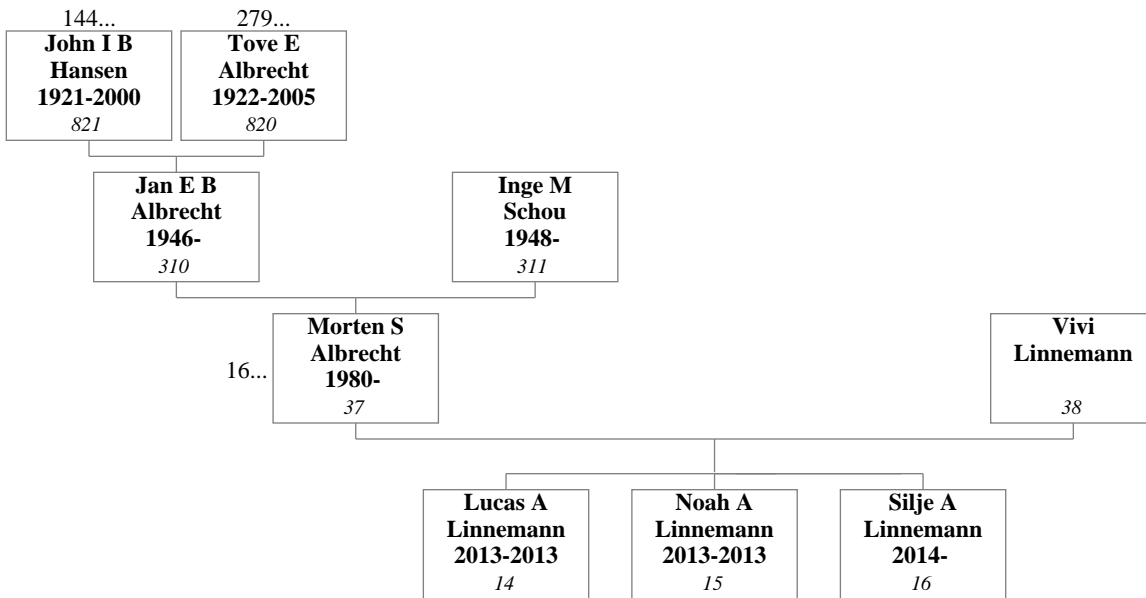 144...
279...
John I B
Hansen
1921-2000
821
Tove E
Albrecht
1922-2005
820
Jan E B
Albrecht
1946-
310
Inge M
Schou
1948-
311
16...
Morten S
Albrecht
1980-
37
Vivi
Linnemann
38
Lucas A
Linnemann
2013-2013
14
Noah A
Linnemann
2013-2013
15
Silje A
Linnemann
2014-
16